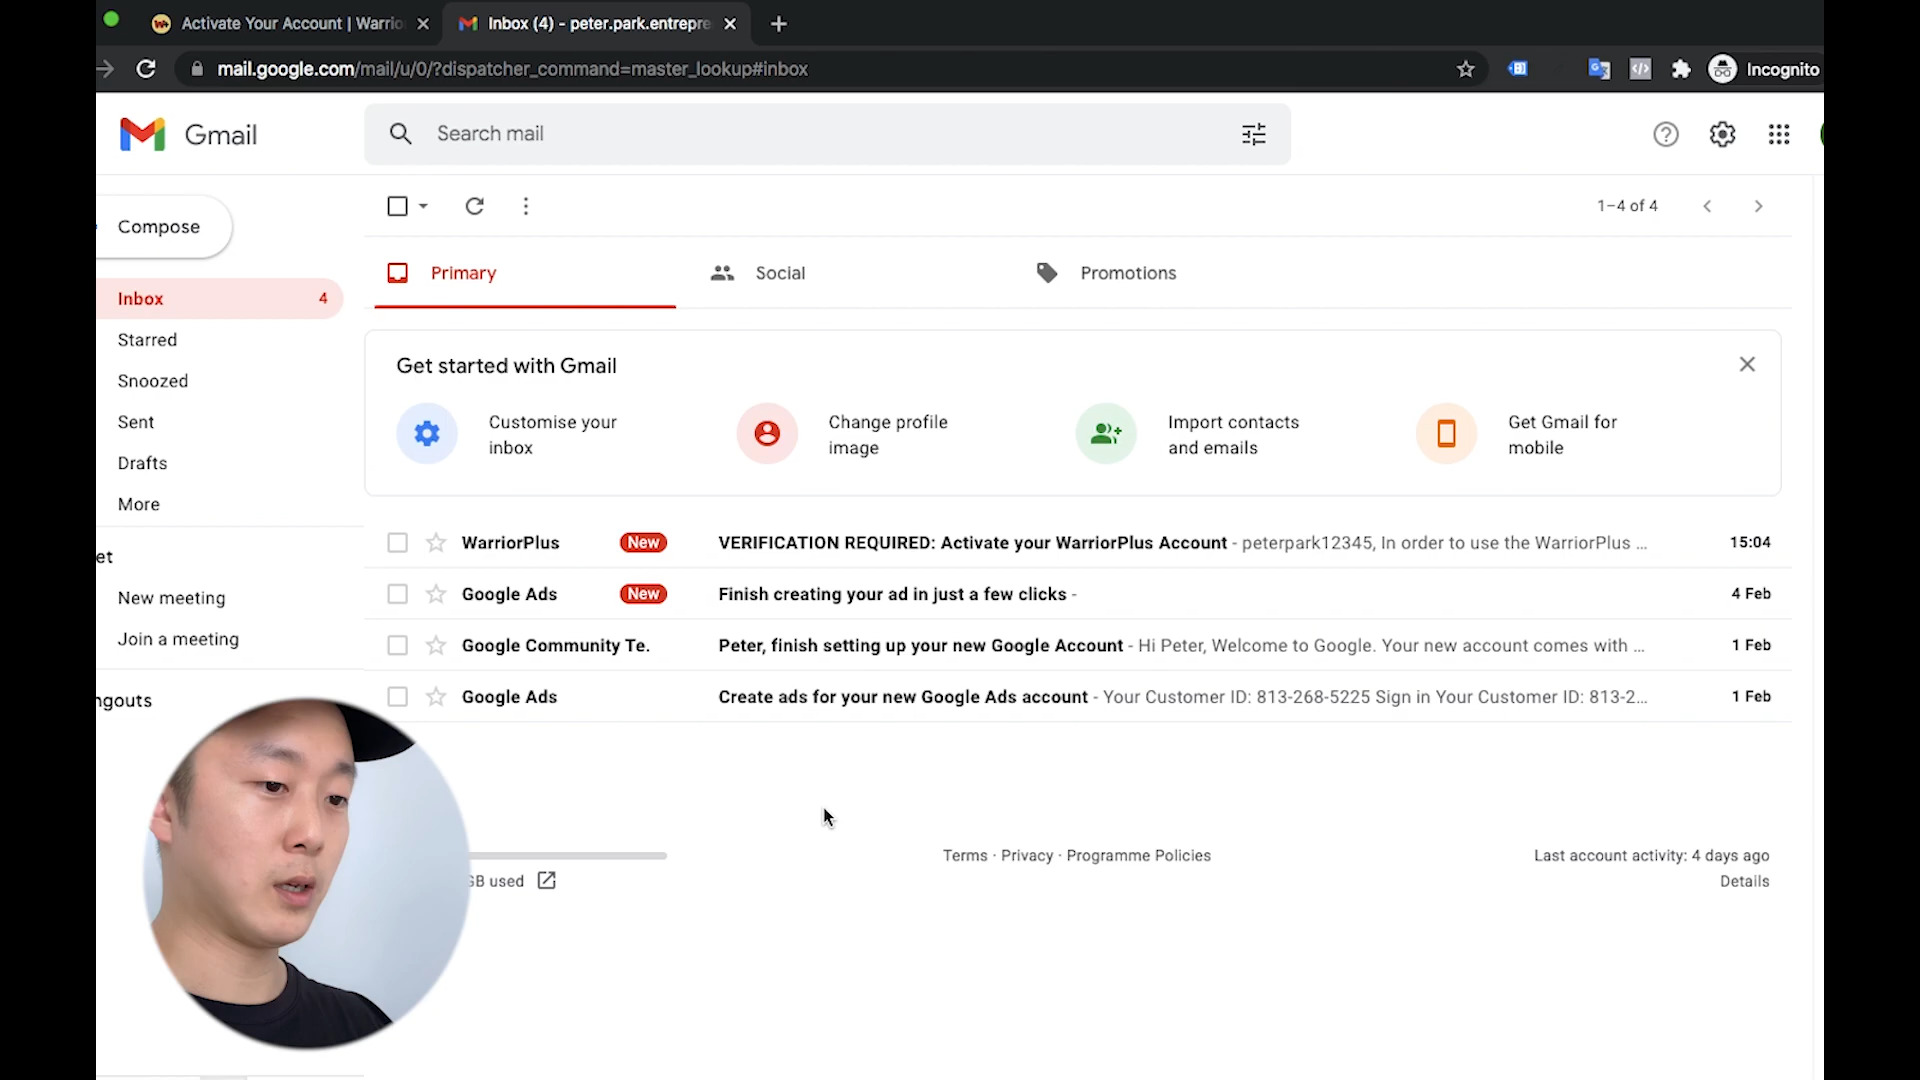 Activate Your Account | Warrio
Inbox (4) - peter.park.entrepre
mail.google.com/mail/u/0/?dispatcher_command=master_lookup#inbox
Incognito
Gmail
Search mail
Compose
1–4 of 4
Primary
Social
Promotions
Inbox 4
Starred
Snoozed
Sent
Drafts
More
et
New meeting
Join a meeting
ngouts
Get started with Gmail
Customise your
inbox
Change profile
image
Import contacts
and emails
Get Gmail for
mobile
WarriorPlus New VERIFICATION REQUIRED: Activate your WarriorPlus Account - peterpark12345, In order to use the WarriorPlus ... 15:04
Google Ads New Finish creating your ad in just a few clicks - 4 Feb
Google Community Te. Peter, finish setting up your new Google Account - Hi Peter, Welcome to Google. Your new account comes with ... 1 Feb
Google Ads Create ads for your new Google Ads account - Your Customer ID: 813-268-5225 Sign in Your Customer ID: 813-2... 1 Feb
GB used
Terms · Privacy · Programme Policies
Last account activity: 4 days ago
Details